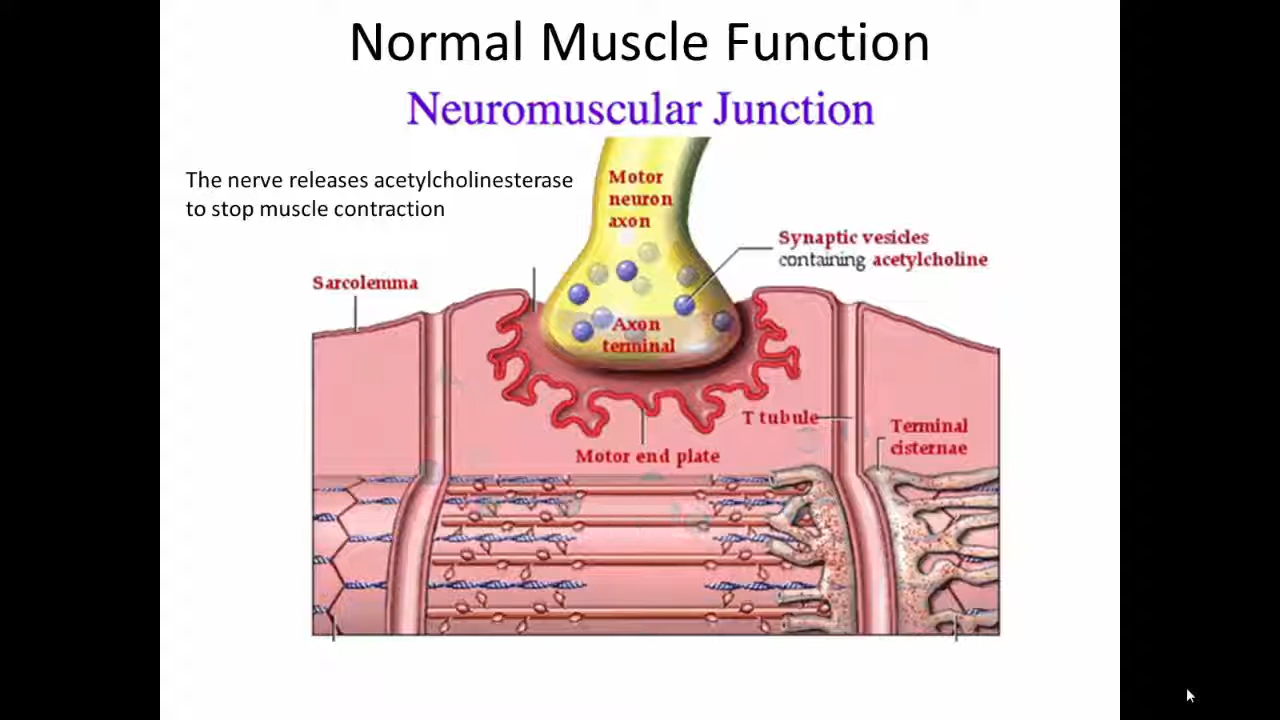 Normal Muscle Function
Neuromuscular Junction
The nerve releases acetylcholinesterase
to stop muscle contraction
Motor
neuron
axon
Synaptic vesicles
containing acetylcholine
Sarcolemma
Axon
terminal
T tubule
Terminal
cisternae
Motor end plate